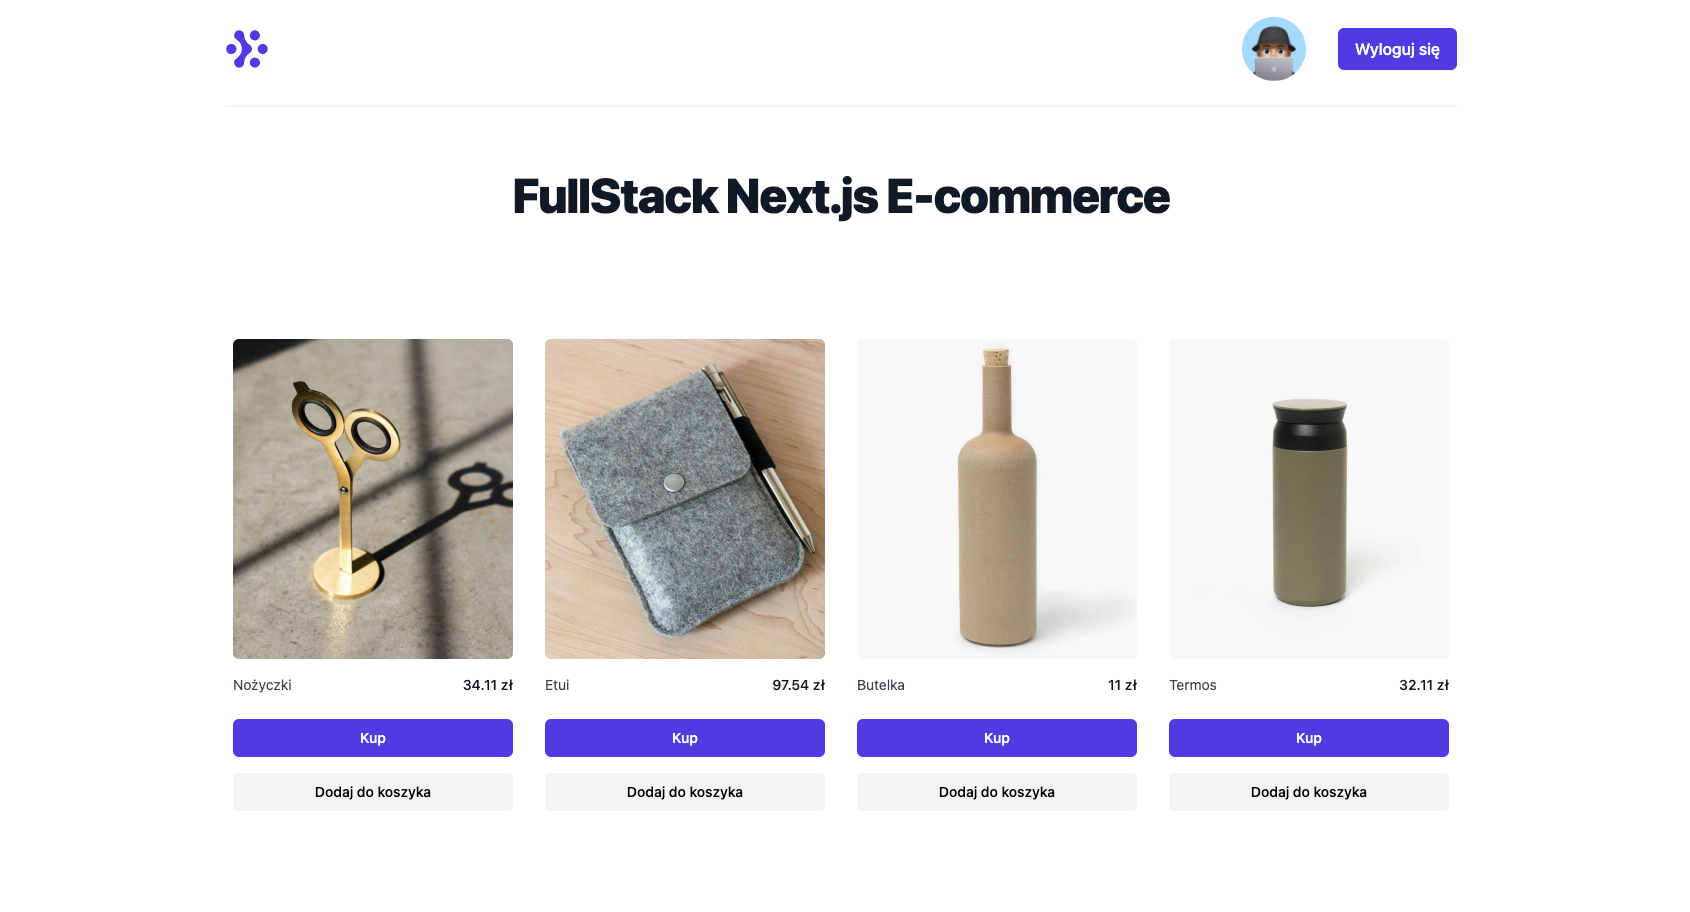 Wyloguj się
FullStack Next.js E-commerce
Nożyczki 34.11 zł
Etui 97.54 zł
Butelka 11 zł
Termos 32.11 zł
Kup Kup Kup Kup
Dodaj do koszyka Dodaj do koszyka Dodaj do koszyka Dodaj do koszyka